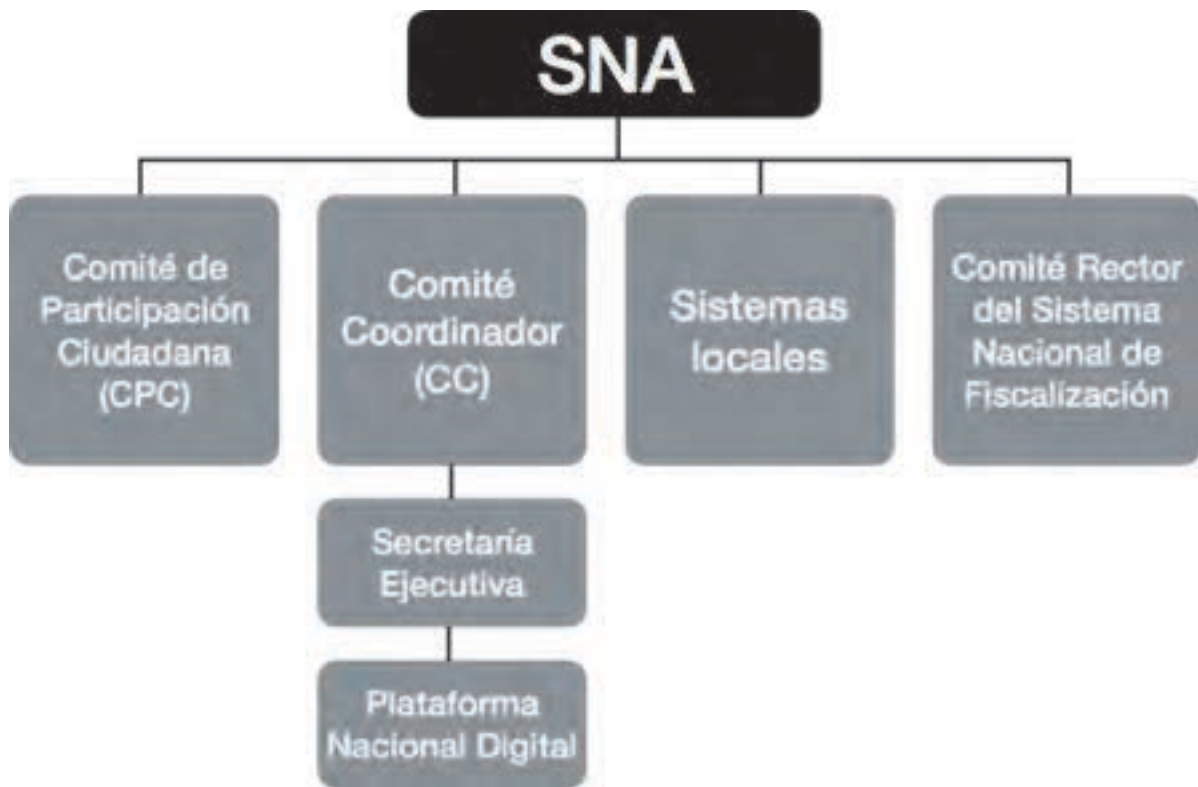 SNA
Comité de
Participación
Ciudadana
(CPC)
Comité
Coordinador
(CC)
Sistemas
locales
Comité Rector
del Sistema
Nacional de
Fiscalización
Secretaría
Ejecutiva
Plataforma
Nacional Digital